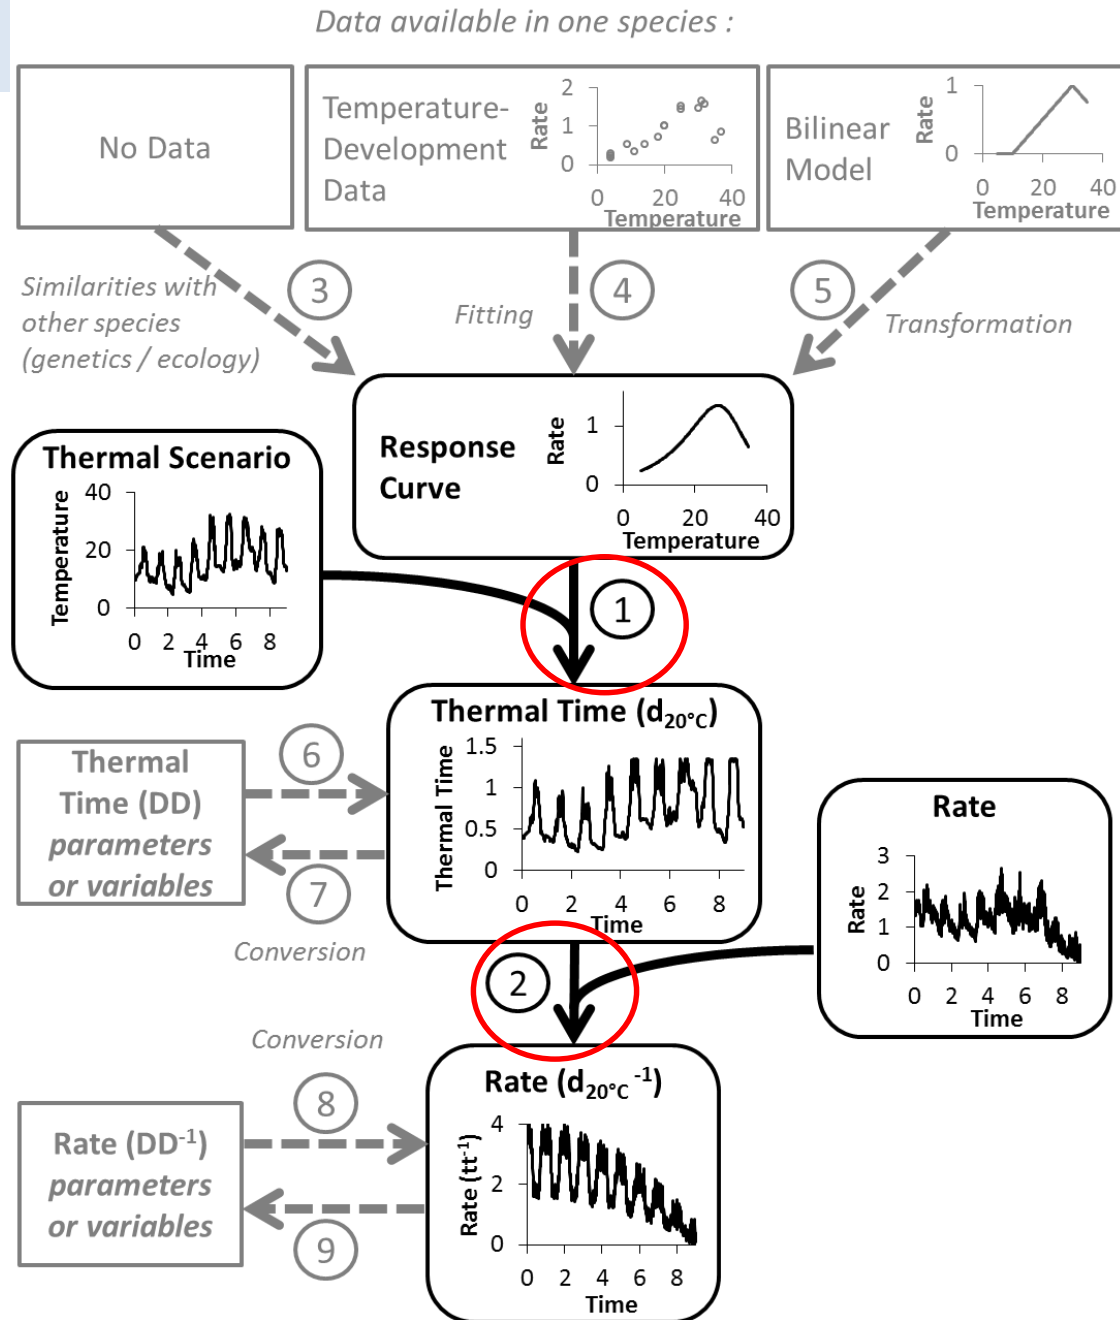 Data available in one species :
No Data
Temperature-
Development
Data
Rate
2
1
0
0 20 40
Temperature
Bilinear
Model
Rate
1
0
0 20 40
Temperature
Similarities with
other species
(genetics / ecology)
3
Fitting
4
5
Transformation
Response
Curve
Rate
1
0
0 20 40
Temperature
Thermal Scenario
Temperature
40
20
0
0 2 4 6 8
Time
1
Thermal Time (d20°C)
Thermal Time
1.5
1
0.5
0
0 2 4 6 8
Time
Thermal
Time (DD)
parameters
or variables
6
7
Conversion
Rate
Rate
3
2
1
0
0 2 4 6 8
Time
2
Conversion
Rate (d20°C -1)
Rate (tt-1)
4
2
0
0 2 4 6 8
Time
Rate (DD-1)
parameters
or variables
8
9